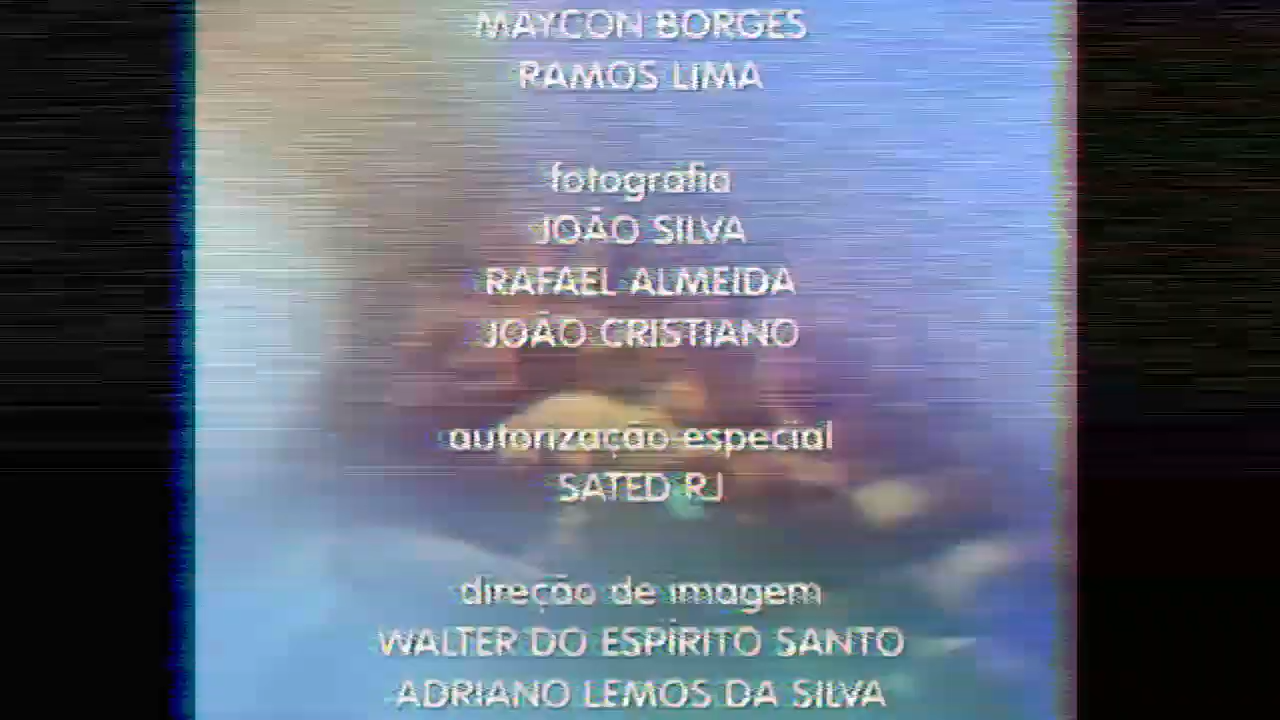 MAYCON BORGES
RAMOS LIMA
fotografia
JOÃO SILVA
RAFAEL ALMEIDA
JOÃO CRISTIANO
autorização especial
SATED RJ
direção de imagem
WALTER DO ESPÍRITO SANTO
ADRIANO LEMOS DA SILVA